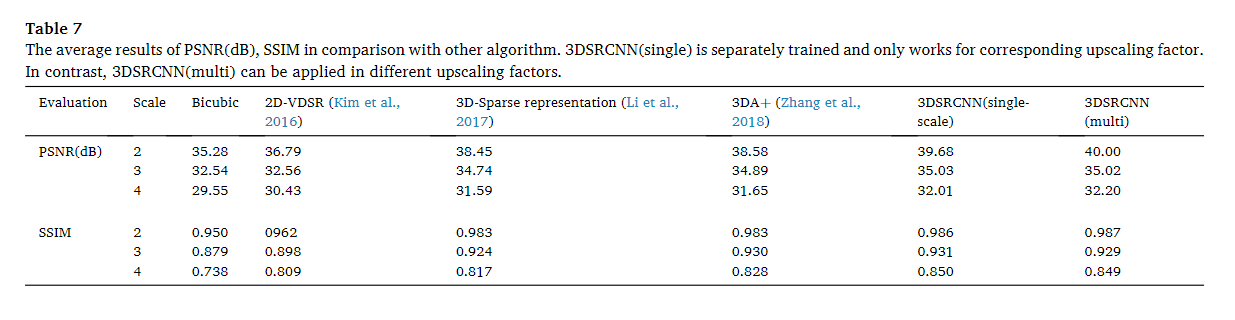 Table 7
The average results of PSNR(dB), SSIM in comparison with other algorithm. 3DSRCNN(single) is separately trained and only works for corresponding upscaling factor.
In contrast, 3DSRCNN(multi) can be applied in different upscaling factors.
Evaluation Scale Bicubic 2D-VDSR (Kim et al., 3D-Sparse representation (Li et al., 3DA+ (Zhang et al., 3DSRCNN(single- 3DSRCNN
2016) 2017) 2018) scale) (multi)
PSNR(dB) 2 35.28 36.79 38.45 38.58 39.68 40.00
3 32.54 32.56 34.74 34.89 35.03 35.02
4 29.55 30.43 31.59 31.65 32.01 32.20
SSIM 2 0.950 0962 0.983 0.983 0.986 0.987
3 0.879 0.898 0.924 0.930 0.931 0.929
4 0.738 0.809 0.817 0.828 0.850 0.849